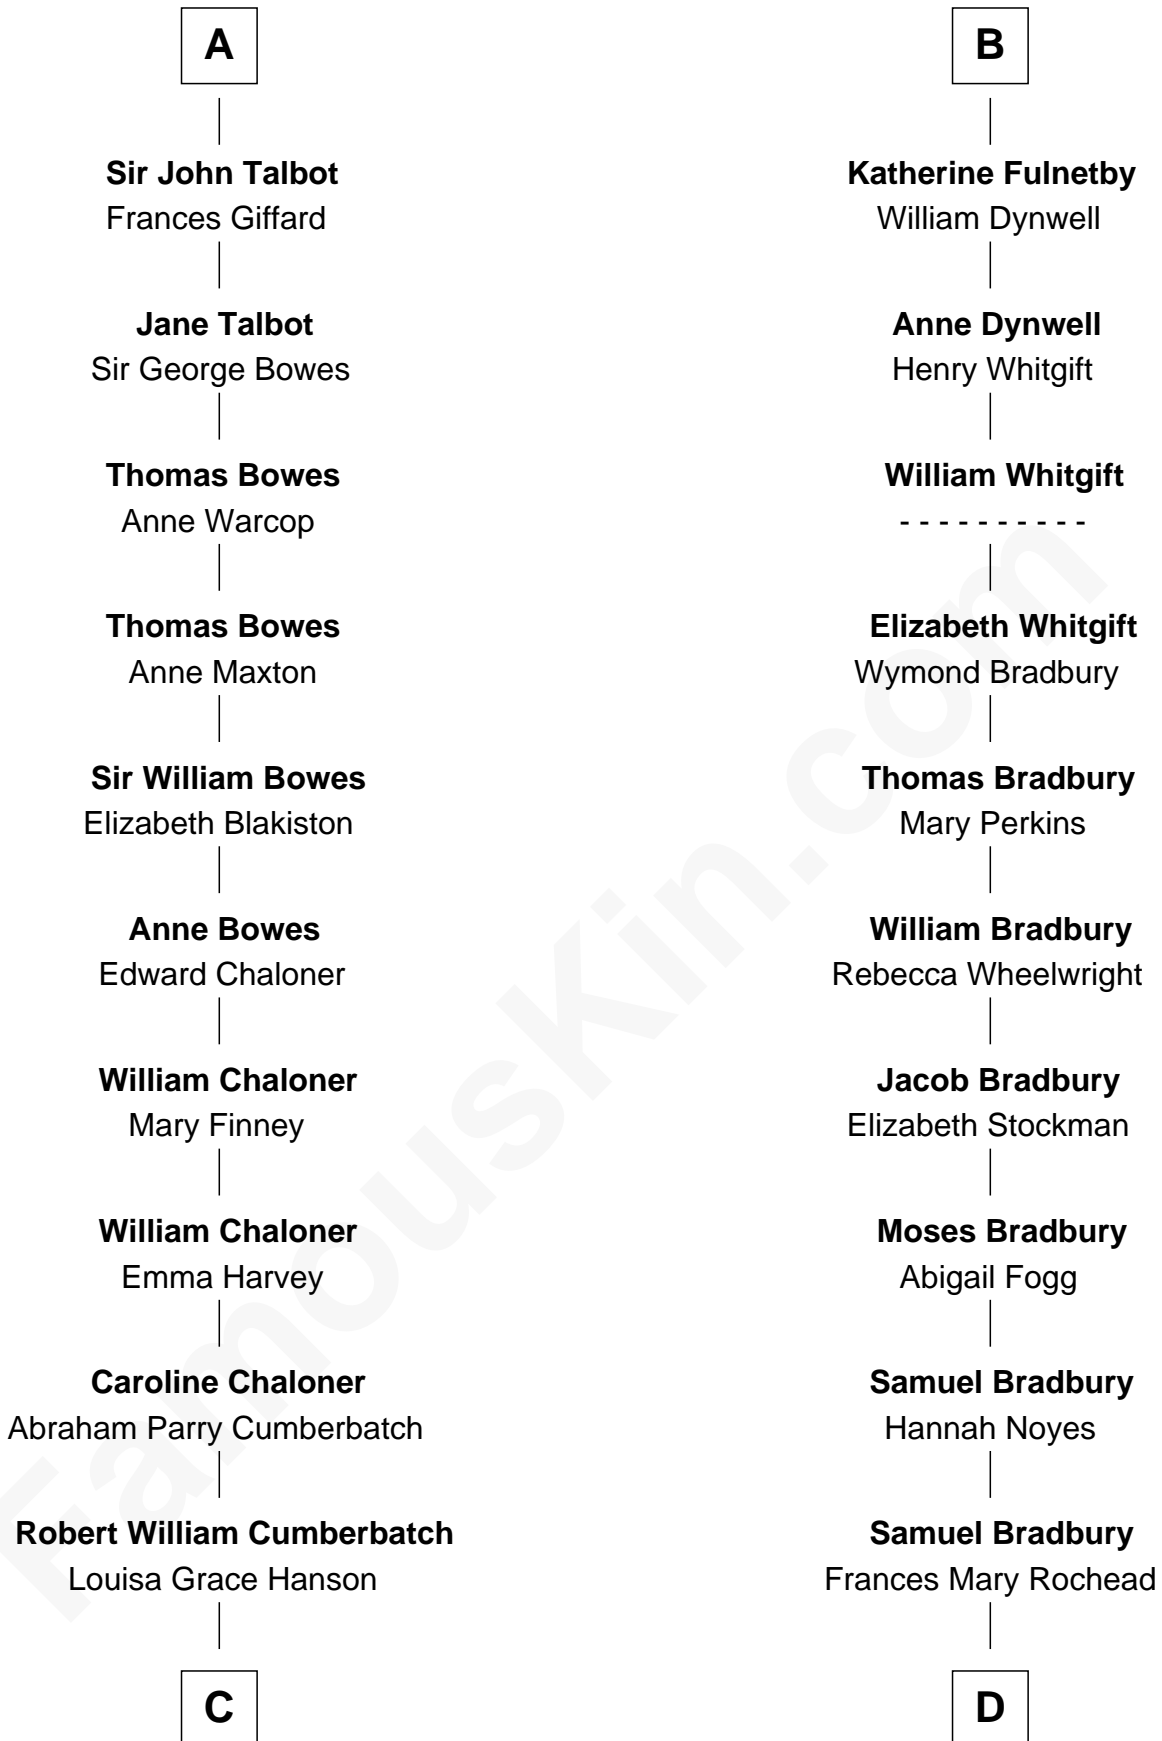 A
Sir John Talbot
Frances Giffard
Jane Talbot
Sir George Bowes
Thomas Bowes
Anne Warcop
Thomas Bowes
Anne Maxton
Sir William Bowes
Elizabeth Blakiston
Anne Bowes
Edward Chaloner
William Chaloner
Mary Finney
William Chaloner
Emma Harvey
Caroline Chaloner
Abraham Parry Cumberbatch
Robert William Cumberbatch
Louisa Grace Hanson
C
B
Katherine Fulnetby
William Dynwell
Anne Dynwell
Henry Whitgift
William Whitgift
- - - - - - - - - -
Elizabeth Whitgift
Wymond Bradbury
Thomas Bradbury
Mary Perkins
William Bradbury
Rebecca Wheelwright
Jacob Bradbury
Elizabeth Stockman
Moses Bradbury
Abigail Fogg
Samuel Bradbury
Hannah Noyes
Samuel Bradbury
Frances Mary Rochead
D
FamousKin.com